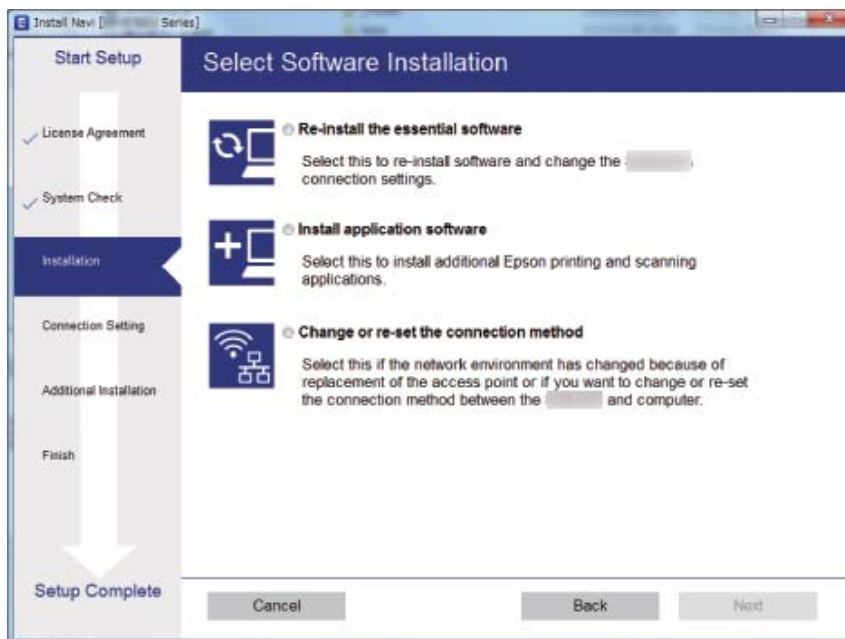 Install Navi [ Series]
Start Setup
License Agreement
System Check
Installation
Connection Setting
Additional Installation
Finish
Setup Complete
Select Software Installation
Re-install the essential software
Select this to re-install software and change the
connection settings.
Install application software
Select this to install additional Epson printing and scanning
applications.
Change or re-set the connection method
Select this if the network environment has changed because of
replacement of the access point or if you want to change or re-set
the connection method between the and computer.
Cancel
Back
Next